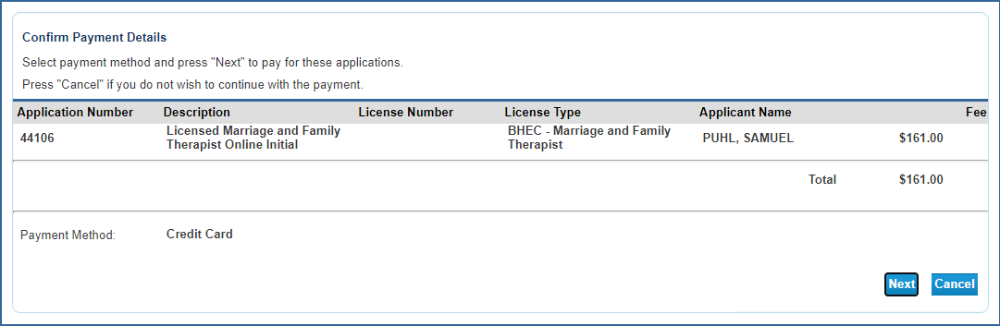 Confirm Payment Details
Select payment method and press "Next" to pay for these applications.
Press "Cancel" if you do not wish to continue with the payment.
Application Number Description License Number License Type Applicant Name Fee
44106 Licensed Marriage and Family Therapist Online Initial BHEC - Marriage and Family Therapist PUHL, SAMUEL $161.00
Total $161.00
Payment Method: Credit Card
Next Cancel